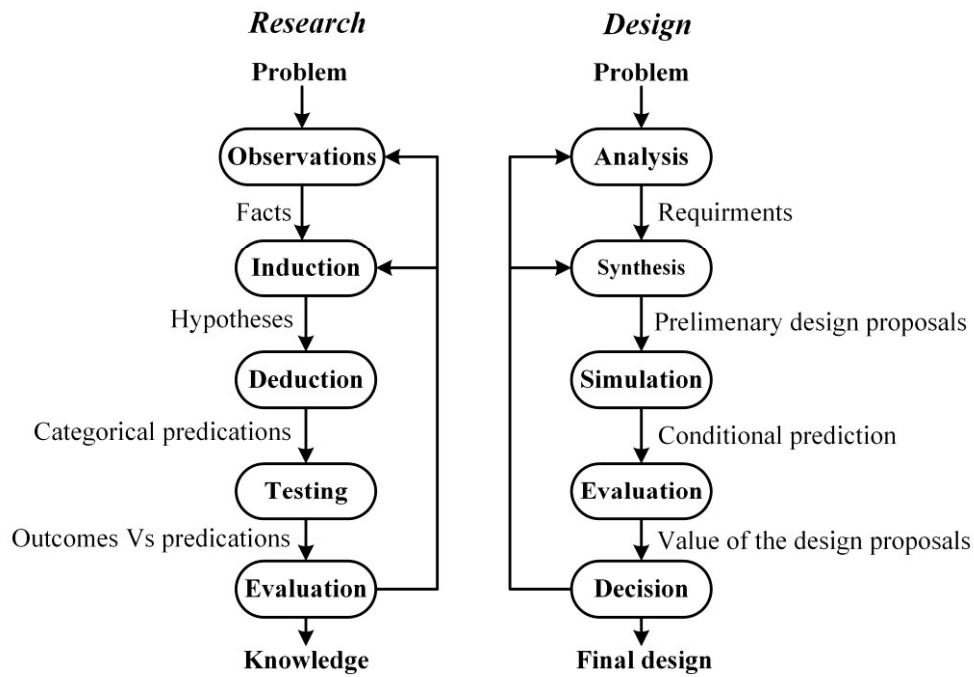 Research
Problem
Observations
Facts
Induction
Hypotheses
Deduction
Categorical predications
Testing
Outcomes Vs predications
Evaluation
Knowledge
Design
Problem
Analysis
Requirments
Synthesis
Prelimenary design proposals
Simulation
Conditional prediction
Evaluation
Value of the design proposals
Decision
Final design